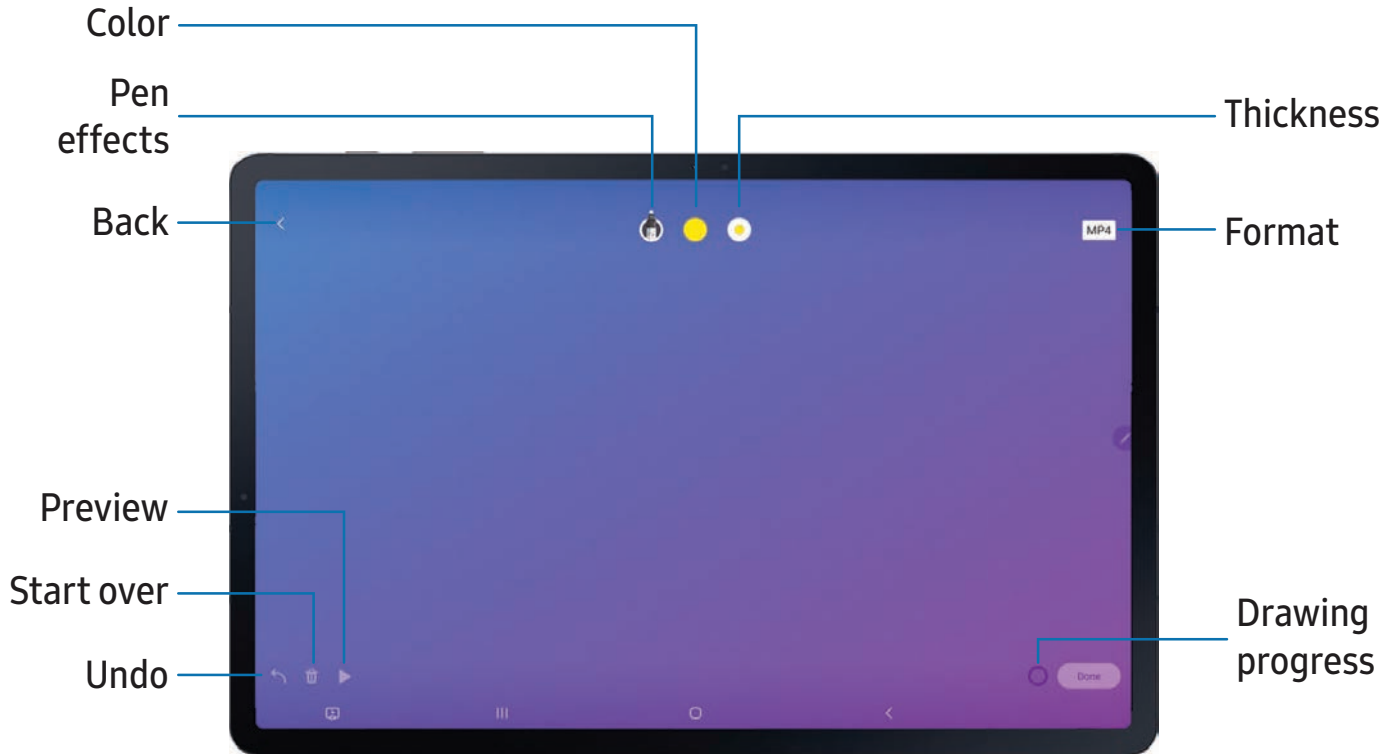 Color
Pen
effects
Thickness
Back
MP4
Format
Preview
Start over
Drawing
progress
Undo
Done